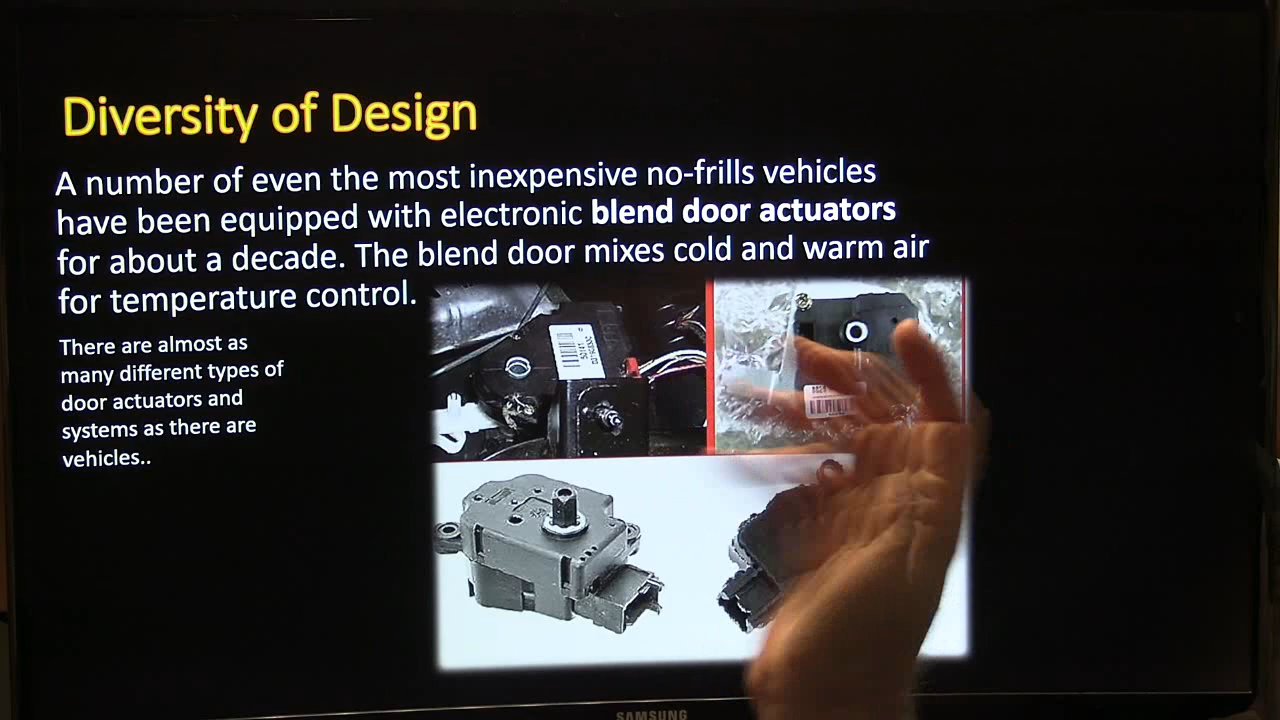 Diversity of Design
A number of even the most inexpensive no-frills vehicles
have been equipped with electronic blend door actuators
for about a decade. The blend door mixes cold and warm air
for temperature control.
There are almost as
many different types of
door actuators and
systems as there are
vehicles..
SAMSUNG